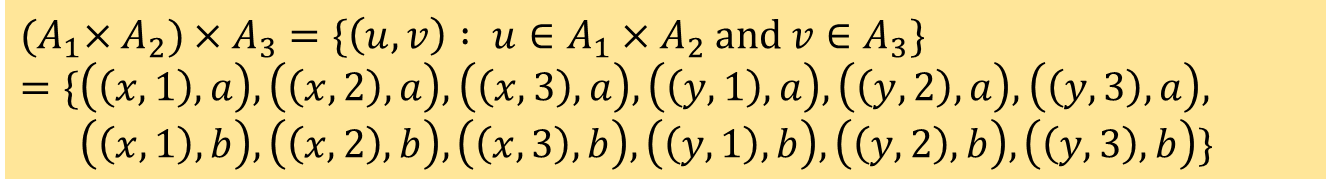 (A₁× A₂) × A₃ = {(u, v) : u ∈ A₁ × A₂ and v ∈ A₃}
= {((x, 1), a), ((x, 2), a), ((x, 3), a), ((y, 1), a), ((y, 2), a), ((y, 3), a),
((x, 1), b), ((x, 2), b), ((x, 3), b), ((y, 1), b), ((y, 2), b), ((y, 3), b)}